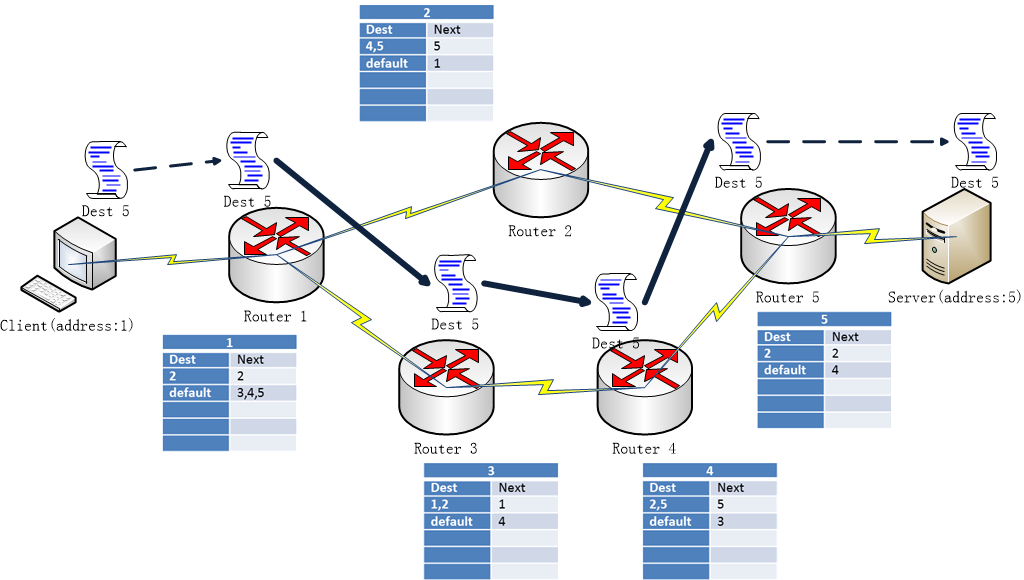 2
Dest Next
4,5 5
default 1
Dest 5
Dest 5
Dest 5
Dest 5
Router 2
Router 1
Router 5
Client(address:1)
Server(address:5)
Dest 5
Dest 5
1
Dest Next
2 2
default 3,4,5
5
Dest Next
2 2
default 4
Router 3
Router 4
3
Dest Next
1,2 1
default 4
4
Dest Next
2,5 5
default 3